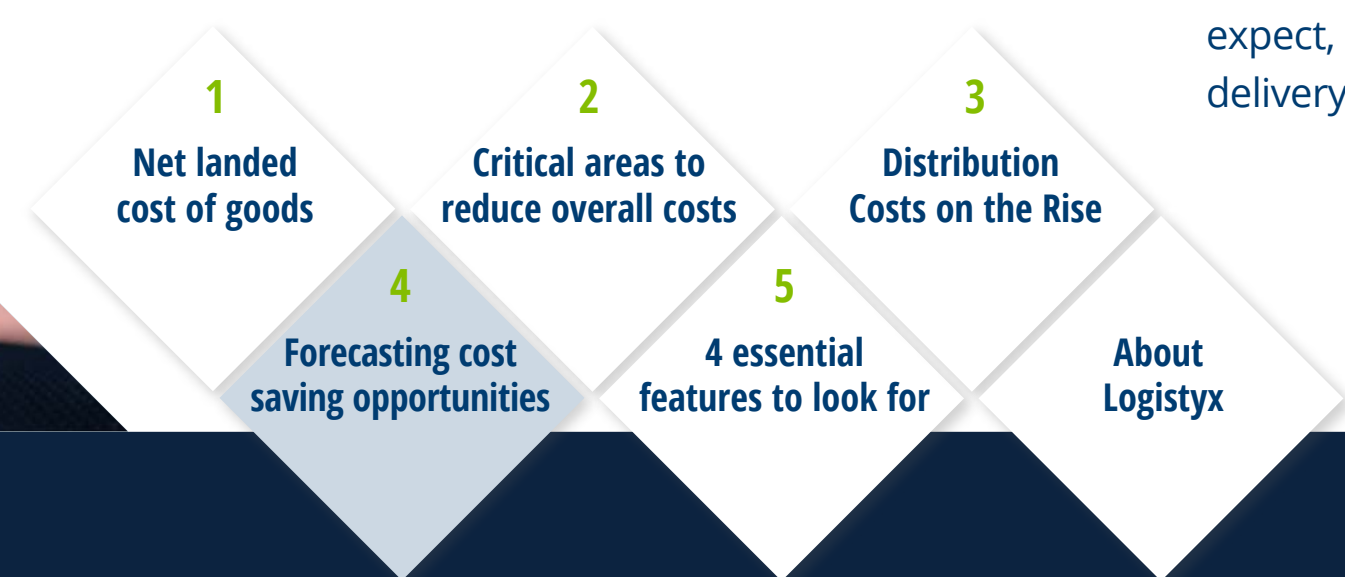 expect,
delivery
1
Net landed
cost of goods
2
Critical areas to
reduce overall costs
3
Distribution
Costs on the Rise
4
Forecasting cost
saving opportunities
5
4 essential
features to look for
About
Logistyx